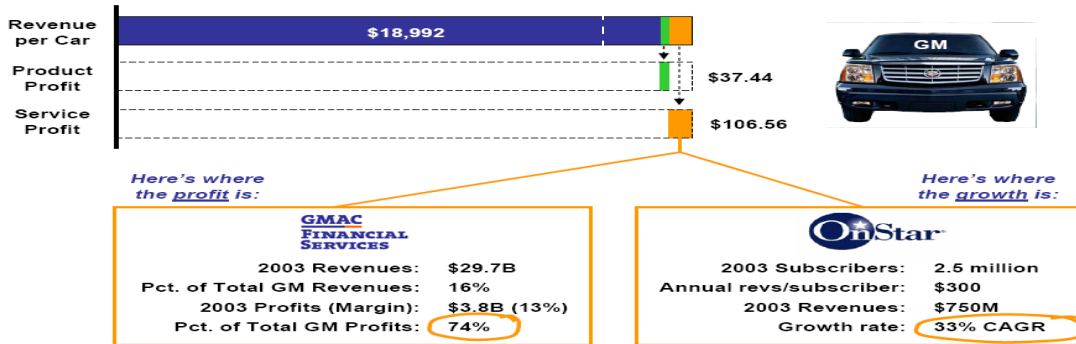 Revenue
per Car
$18,992
GM
Product
Profit
$37.44
Service
Profit
$106.56
Here's where
the profit is:
Here's where
the growth is:
GMAC
FINANCIAL
SERVICES
2003 Revenues: $29.7B
Pct. of Total GM Revenues: 16%
2003 Profits (Margin): $3.8B (13%)
Pct. of Total GM Profits: 74%
OnStar
2003 Subscribers: 2.5 million
Annual revs/subscriber: $300
2003 Revenues: $750M
Growth rate: 33% CAGR